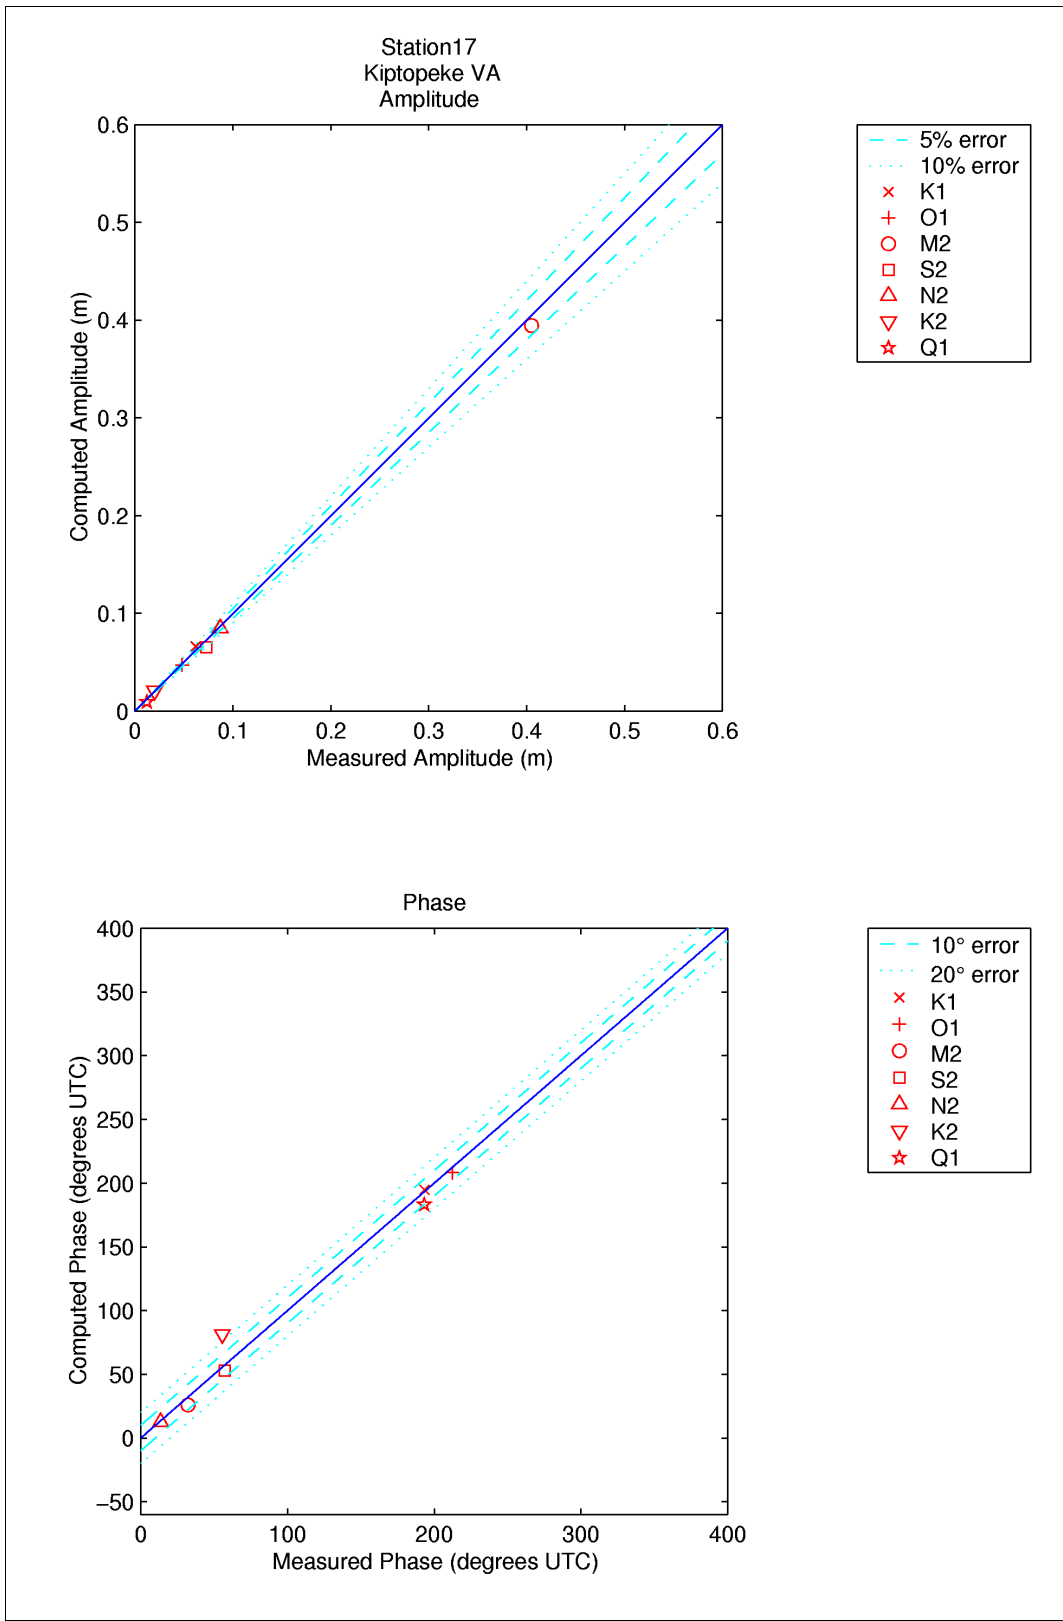 Station17
Kiptopeke VA
Amplitude
0.6
0.5
0.4
0.3
0.2
0.1
0
Computed Amplitude (m)
0 0.1 0.2 0.3 0.4 0.5 0.6
Measured Amplitude (m)
5% error
10% error
K1
O1
M2
S2
N2
K2
Q1
Phase
400
350
300
250
200
150
100
50
0
−50
Computed Phase (degrees UTC)
0 100 200 300 400
Measured Phase (degrees UTC)
10° error
20° error
K1
O1
M2
S2
N2
K2
Q1